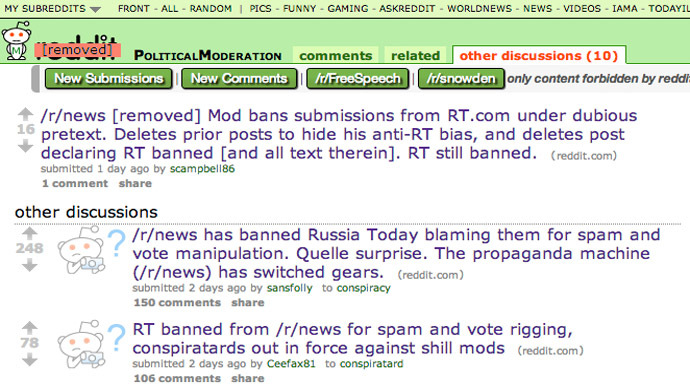 MY SUBREDDITS FRONT - ALL - RANDOM | PICS - FUNNY - GAMING - ASKREDDIT - WORLDNEWS - NEWS - VIDEOS - IAMA - TODAYIL
reddit [removed] POLITICALMODERATION comments related other discussions (10)
New Submissions | New Comments | /r/FreeSpeech | /r/snowden only content forbidden by reddi
/r/news [removed] Mod bans submissions from RT.com under dubious
16 pretext. Deletes prior posts to hide his anti-RT bias, and deletes post
declaring RT banned [and all text therein]. RT still banned. (reddit.com)
submitted 1 day ago by scampbell86
1 comment share
other discussions
/r/news has banned Russia Today blaming them for spam and
248 ? vote manipulation. Quelle surprise. The propaganda machine
(/r/news) has switched gears. (reddit.com)
submitted 2 days ago by sansfolly to conspiracy
150 comments share
RT banned from /r/news for spam and vote rigging,
78 ? conspiratards out in force against shill mods (reddit.com)
submitted 2 days ago by Ceefax81 to conspiratard
106 comments share